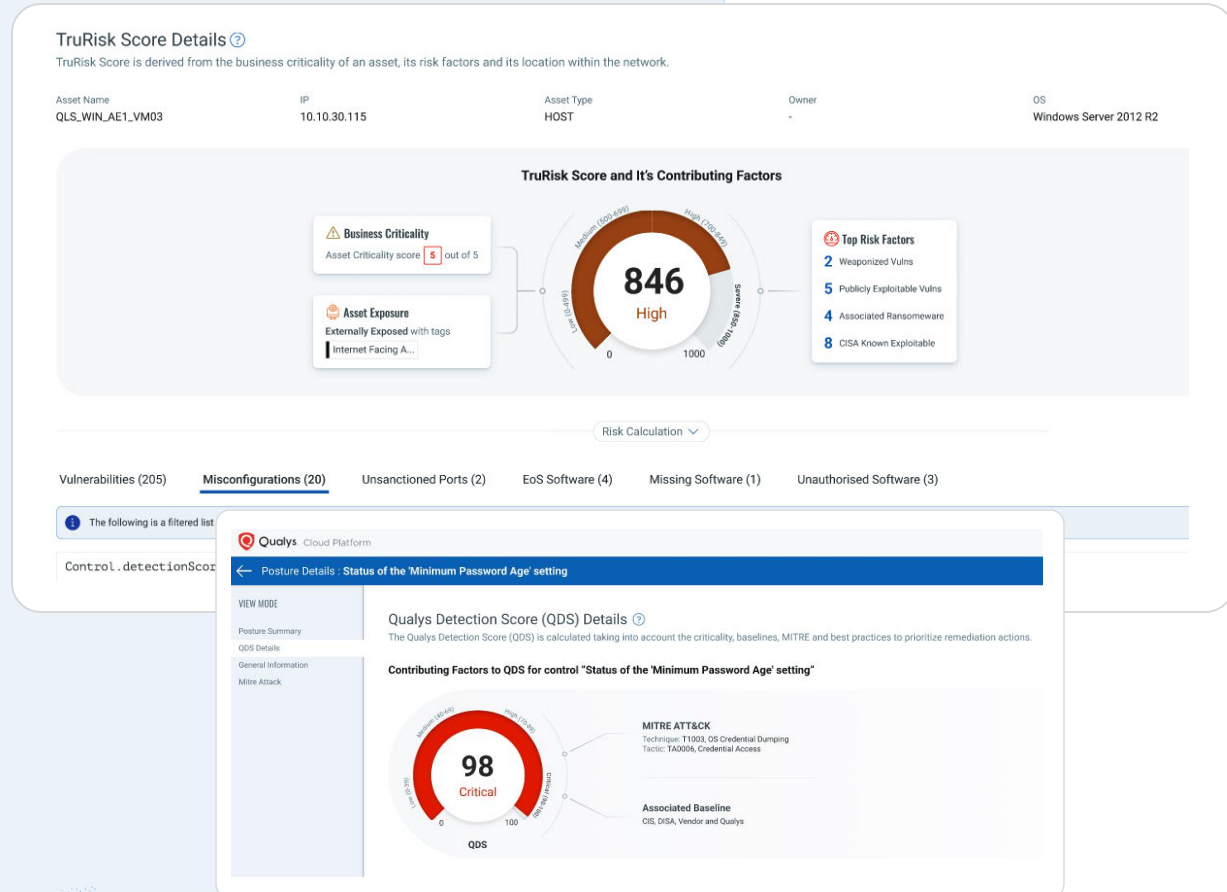 TruRisk Score Details
TruRisk Score is derived from the business criticality of an asset, its risk factors and its location within the network.
Asset Name
QLS_WIN_AE1_VM03
IP
10.10.30.115
Asset Type
HOST
Owner
-
OS
Windows Server 2012 R2
TruRisk Score and It's Contributing Factors
Business Criticality
Asset Criticality score 5 out of 5
Asset Exposure
Externally Exposed with tags
Internet Facing A...
Low (0-499)
Medium (500-699)
High (700-849)
Severe (850-1000)
846
High
0
1000
Top Risk Factors
2 Weaponized Vulns
5 Publicly Exploitable Vulns
4 Associated Ransomeware
8 CISA Known Exploitable
Risk Calculation
Vulnerabilities (205)
Misconfigurations (20)
Unsanctioned Ports (2)
EoS Software (4)
Missing Software (1)
Unauthorised Software (3)
The following is a filtered list
Control.detectionScor
Qualys. Cloud Platform
Posture Details : Status of the 'Minimum Password Age' setting
VIEW MODE
Posture Summary
QDS Details
General Information
Mitre Attack
Qualys Detection Score (QDS) Details
The Qualys Detection Score (QDS) is calculated taking into account the criticality, baselines, MITRE and best practices to prioritize remediation actions.
Contributing Factors to QDS for control "Status of the 'Minimum Password Age' setting"
Low (0-39)
Medium (40-69)
High (70-89)
Critical (90-100)
98
Critical
0
100
QDS
MITRE ATT&CK
Technique: T1003, OS Credential Dumping
Tactic: TA0006, Credential Access
Associated Baseline
CIS, DISA, Vendor and Qualys